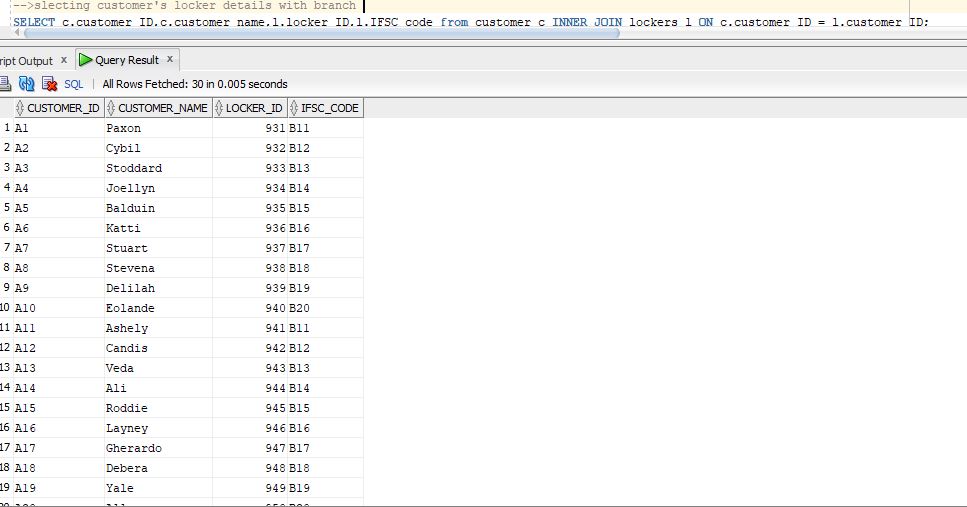 -->slecting customer's locker details with branch
SELECT c.customer_ID,c.customer_name,l.locker_ID,l.IFSC_code from customer c INNER JOIN lockers l ON c.customer_ID = l.customer_ID;
ript Output x Query Result x
SQL | All Rows Fetched: 30 in 0.005 seconds
CUSTOMER_ID CUSTOMER_NAME LOCKER_ID IFSC_CODE
1 A1 Paxon 931 B11
2 A2 Cybil 932 B12
3 A3 Stoddard 933 B13
4 A4 Joellyn 934 B14
5 A5 Balduin 935 B15
6 A6 Katti 936 B16
7 A7 Stuart 937 B17
8 A8 Stevena 938 B18
9 A9 Delilah 939 B19
10 A10 Eolande 940 B20
11 A11 Ashely 941 B11
12 A12 Candis 942 B12
13 A13 Veda 943 B13
14 A14 Ali 944 B14
15 A15 Roddie 945 B15
16 A16 Layney 946 B16
17 A17 Gherardo 947 B17
18 A18 Debera 948 B18
19 A19 Yale 949 B19